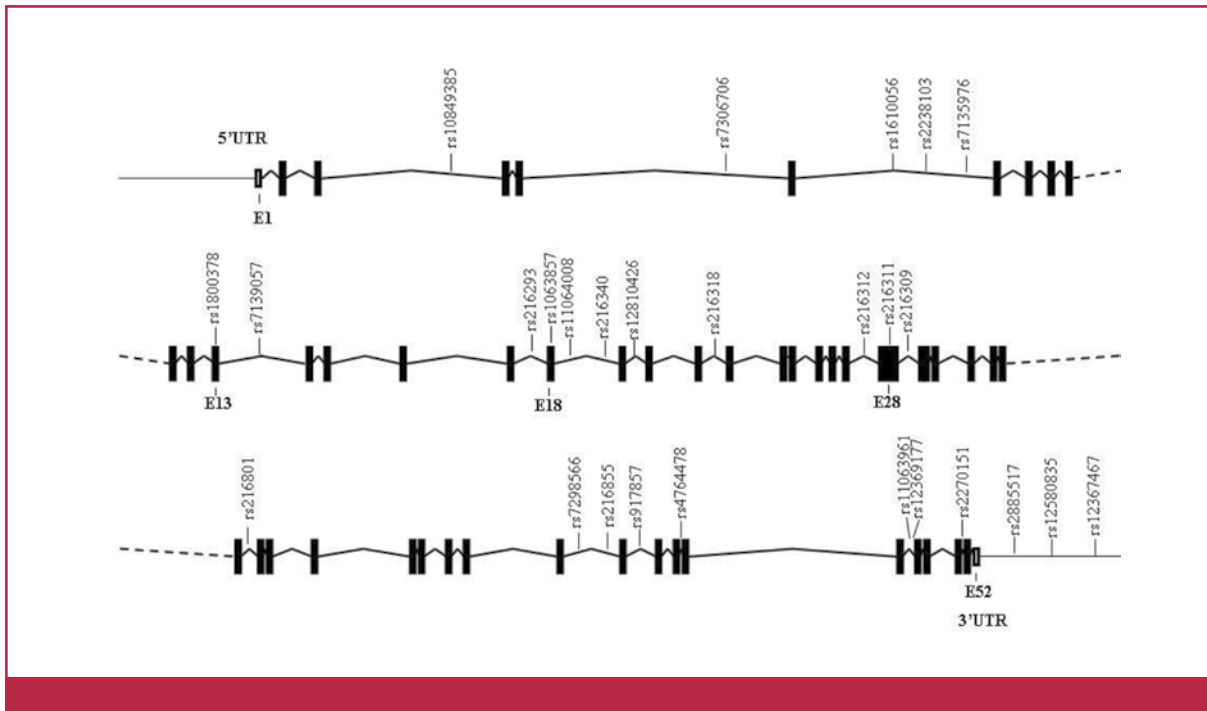 5'UTR
rs10849385
rs7306706
rs1610056
rs2238103
rs7135976
E1
rs1800378
rs7139057
rs216293
rs1063857
rs11064008
rs216340
rs12810426
rs216318
rs216312
rs216311
rs216309
E13
E18
E28
rs216801
rs7298566
rs216855
rs917857
rs4764478
rs11063961
rs12369177
rs2270151
rs2885517
rs12580835
rs12367467
E52
3'UTR